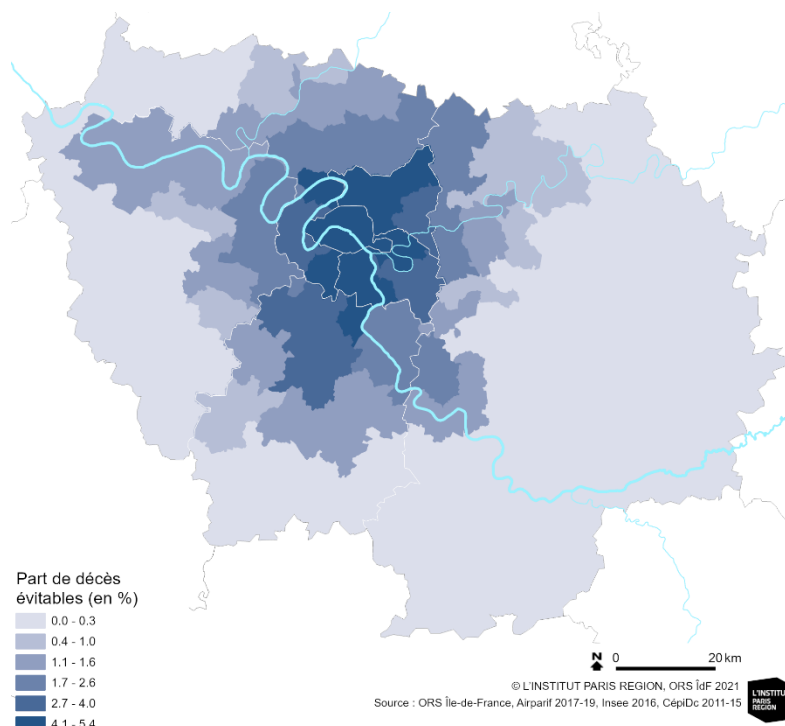 Part de décès
évitables (en %)
0.0 - 0.3
0.4 - 1.0
1.1 - 1.6
1.7 - 2.6
2.7 - 4.0
4.1 - 5.4
N 0 20 km
© L'INSTITUT PARIS REGION, ORS ÎdF 2021
Source : ORS Île-de-France, Airparif 2017-19, Insee 2016, CépiDc 2011-15
L'INSTITUT
PARIS
REGION